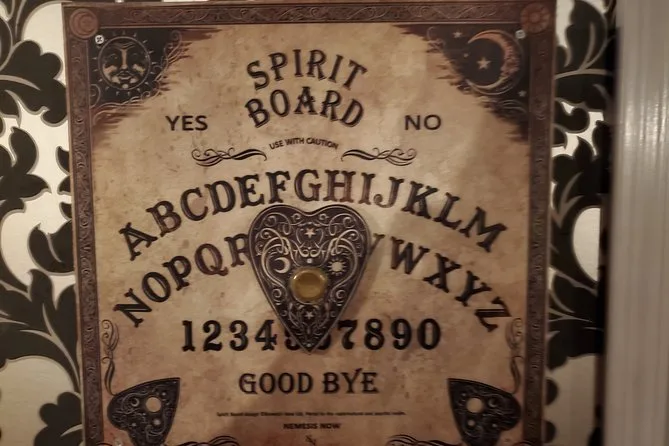 SPIRIT
BOARD
YES
NO
USE WITH CAUTION
ABCDEFGHIJKLM
NOPQR WXYZ
1234 7890
GOOD BYE
NEMESIS NOW